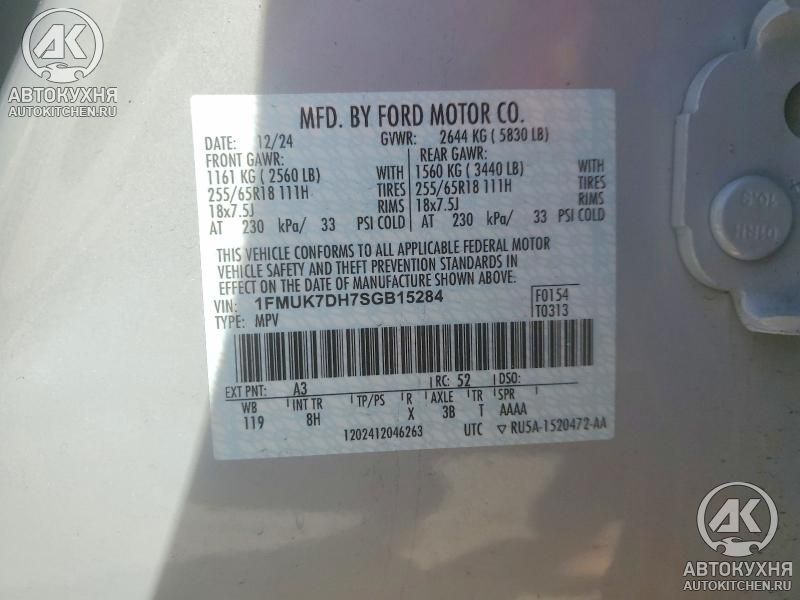 АК
АВТОКУХНЯ
AUTOKITCHEN.RU
MFD. BY FORD MOTOR CO.
DATE: 12/24 GVWR: 2644 KG ( 5830 LB)
FRONT GAWR: REAR GAWR:
1161 KG ( 2560 LB) WITH 1560 KG ( 3440 LB) WITH
255/65R18 111H TIRES 255/65R18 111H TIRES
18x7.5J RIMS 18x7.5J RIMS
AT 230 kPa/ 33 PSI COLD AT 230 kPa/ 33 PSI COLD
THIS VEHICLE CONFORMS TO ALL APPLICABLE FEDERAL MOTOR
VEHICLE SAFETY AND THEFT PREVENTION STANDARDS IN
EFFECT ON THE DATE OF MANUFACTURE SHOWN ABOVE.
VIN: 1FMUK7DH7SGB15284 F0154
TYPE: MPV T0313
EXT PNT: A3 RC: 52 DSO:
WB INT TR TP/PS R AXLE TR SPR
119 8H X 3B T AAAA
1202412046263 UTC ▽ RU5A-1520472-AA
10.9
АК
АВТОКУХНЯ
AUTOKITCHEN.RU